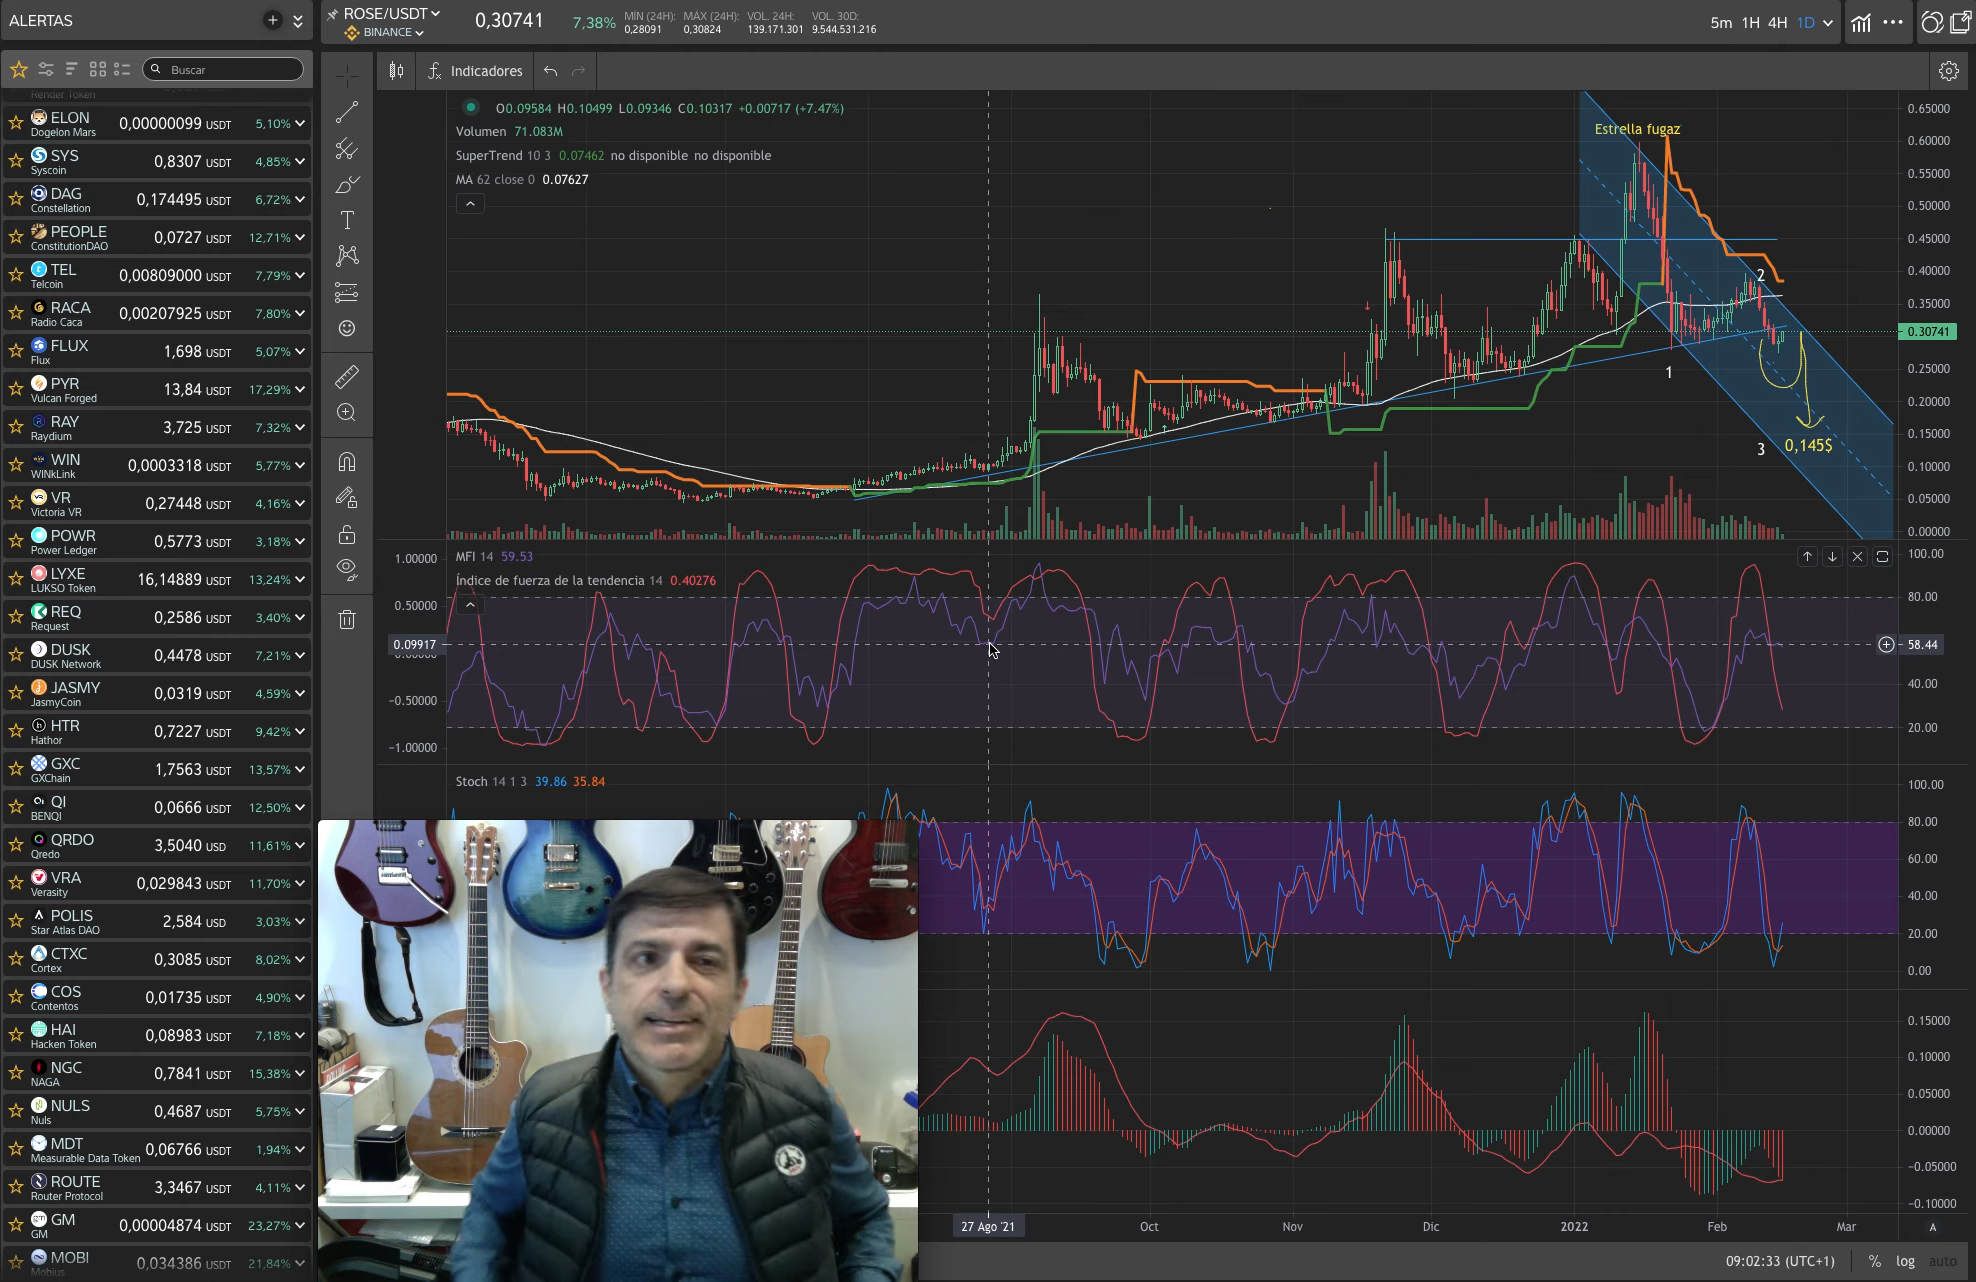 ALERTAS
Buscar
Render Token
ELON 0,00000099 USDT 5,10%
Dogelon Mars
SYS 0,8307 USDT 4,85%
Syscoin
DAG 0,174495 USDT 6,72%
Constellation
PEOPLE 0,0727 USDT 12,71%
ConstitutionDAO
TEL 0,00809000 USDT 7,79%
Telcoin
RACA 0,00207925 USDT 7,80%
Radio Caca
FLUX 1,698 USDT 5,07%
Flux
PYR 13,84 USDT 17,29%
Vulcan Forged
RAY 3,725 USDT 7,32%
Raydium
WIN 0,0003318 USDT 5,77%
WINkLink
VR 0,27448 USDT 4,16%
Victoria VR
POWR 0,5773 USDT 3,18%
Power Ledger
LYXE 16,14889 USDT 13,24%
LUKSO Token
REQ 0,2586 USDT 3,40%
Request
DUSK 0,4478 USDT 7,21%
DUSK Network
JASMY 0,0319 USDT 4,59%
JasmyCoin
HTR 0,7227 USDT 9,42%
Hathor
GXC 1,7563 USDT 13,57%
GXChain
QI 0,0666 USDT 12,50%
BENQI
QRDO 3,5040 USD 11,61%
Qredo
VRA 0,029843 USDT 11,70%
Verasity
POLIS 2,584 USD 3,03%
Star Atlas DAO
CTXC 0,3085 USDT 8,02%
Cortex
COS 0,01735 USDT 4,90%
Contentos
HAI 0,08983 USDT 7,18%
Hacken Token
NGC 0,7841 USDT 15,38%
NAGA
NULS 0,4687 USDT 5,75%
Nuls
MDT 0,06766 USDT 1,94%
Measurable Data Token
ROUTE 3,3467 USDT 4,11%
Router Protocol
GM 0,00004874 USDT 23,27%
GM
MOBI 0,034386 USDT 21,84%
Mobius
ROSE/USDT
BINANCE
0,30741
7,38%
MÍN (24H): MÁX (24H): VOL. 24H: VOL. 30D:
0,28091 0,30824 139.171.301 9.544.531.216
5m 1H 4H 1D
Indicadores
O0.09584 H0.10499 L0.09346 C0.10317 +0.00717 (+7.47%)
Volumen 71.083M
SuperTrend 10 3 0.07462 no disponible no disponible
MA 62 close 0 0.07627
Estrella fugaz
2
1
3
0,145$
0.65000
0.60000
0.55000
0.50000
0.45000
0.40000
0.35000
0.30741
0.25000
0.20000
0.15000
0.10000
0.05000
0.00000
MFI 14 59.53
Índice de fuerza de la tendencia 14 0.40276
1.00000
0.50000
0.09917
0.00000
−0.50000
−1.00000
100.00
80.00
58.44
40.00
20.00
Stoch 14 1 3 39.86 35.84
100.00
80.00
60.00
40.00
20.00
0.00
0.15000
0.10000
0.05000
0.00000
−0.05000
−0.10000
27 Ago '21 Oct Nov Dic 2022 Feb Mar A
09:02:33 (UTC+1) % log auto